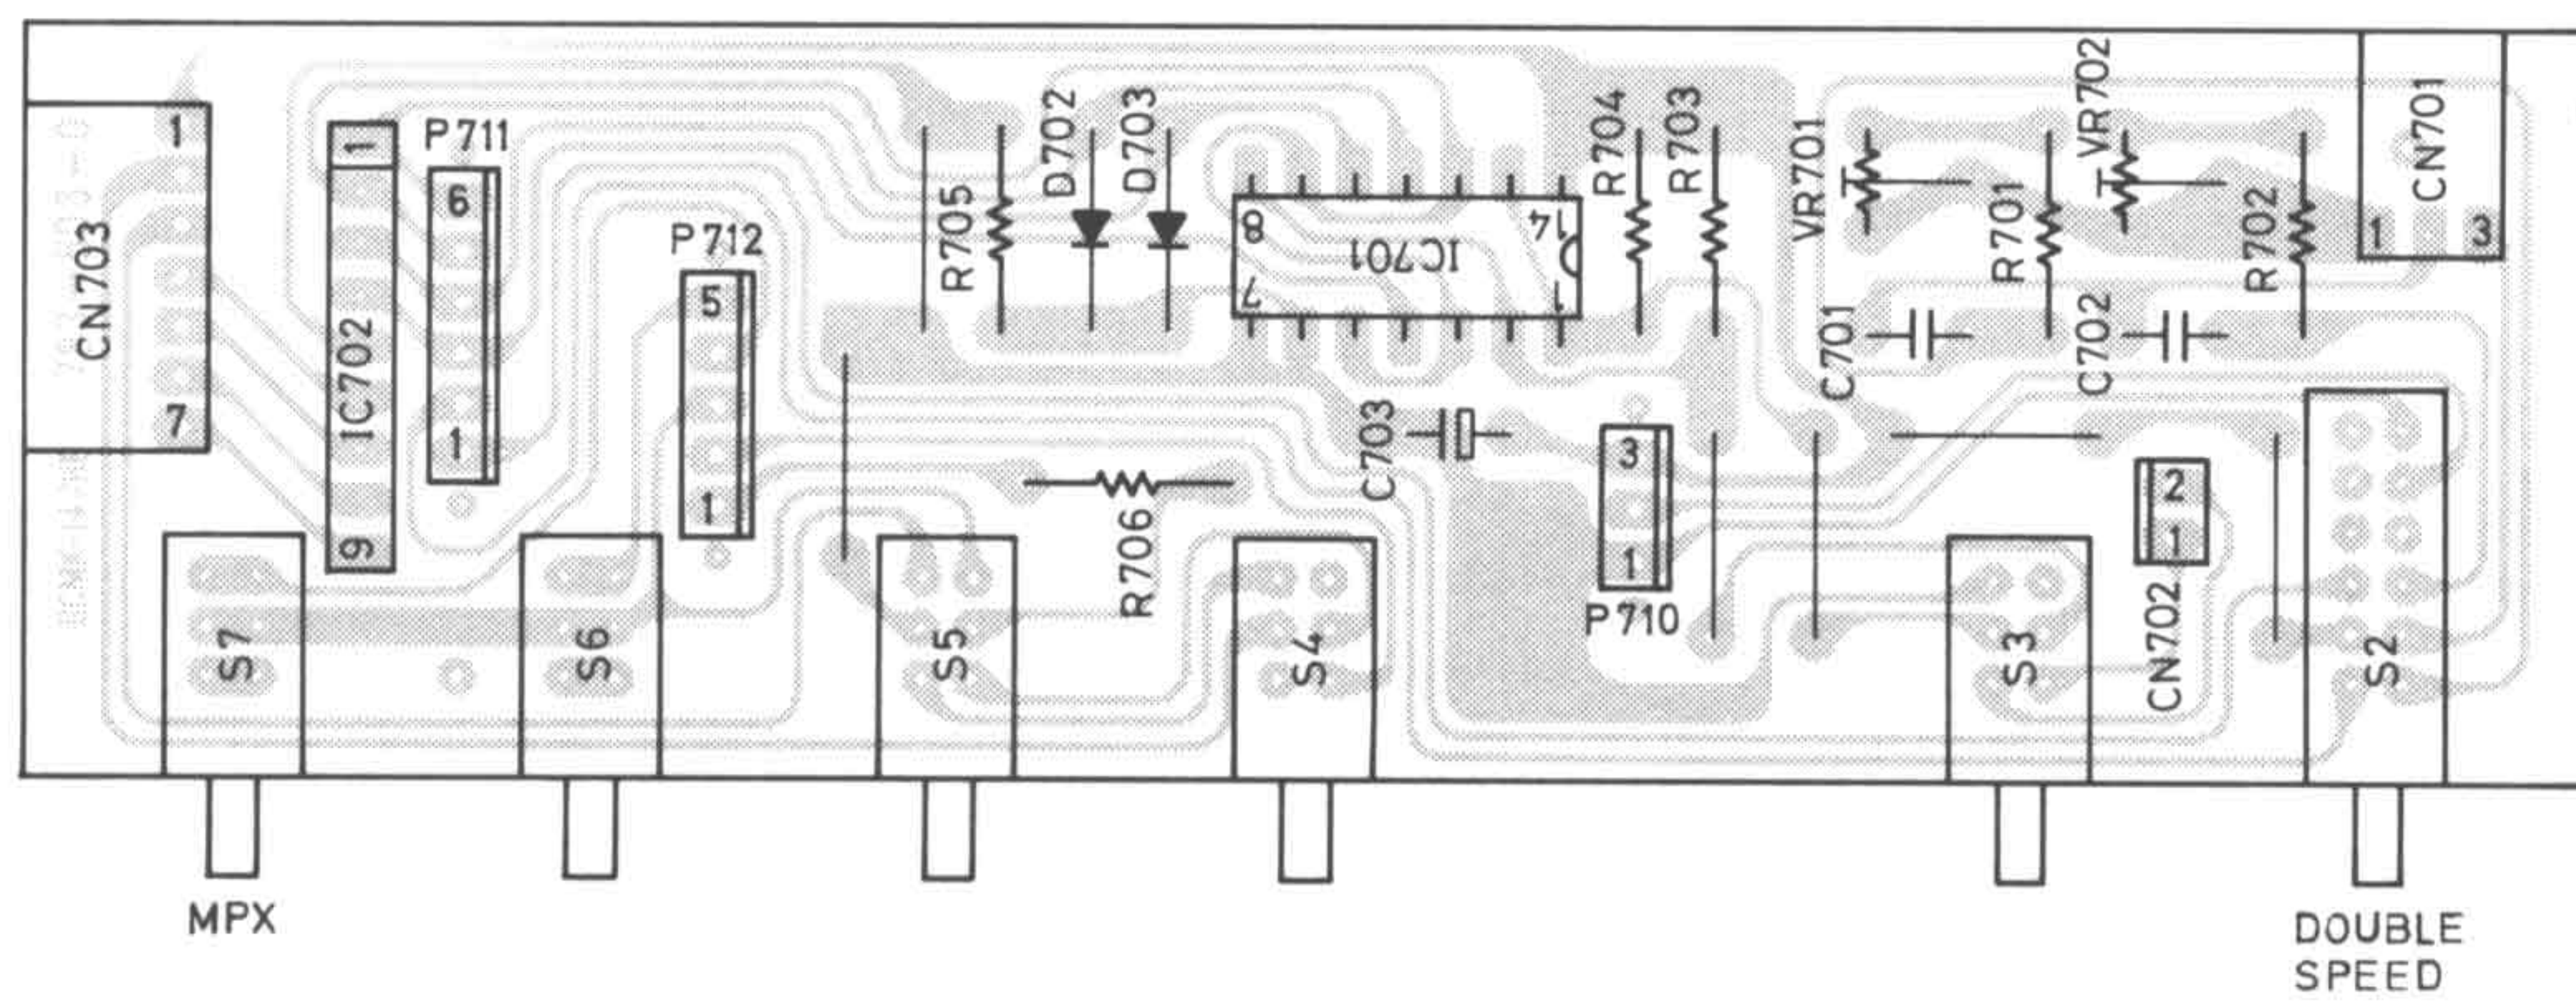 CN703
1
7
1
IC702
9
P711
6
1
P712
5
1
R705
D702
D703
8
14
IC701
7
1
R704
R703
VR701
R701
VR702
R702
CN701
1
3
C701
C702
C703
R706
3
1
P710
2
1
CN702
S7
S6
S5
S4
S3
S2
MPX
DOUBLE
SPEED